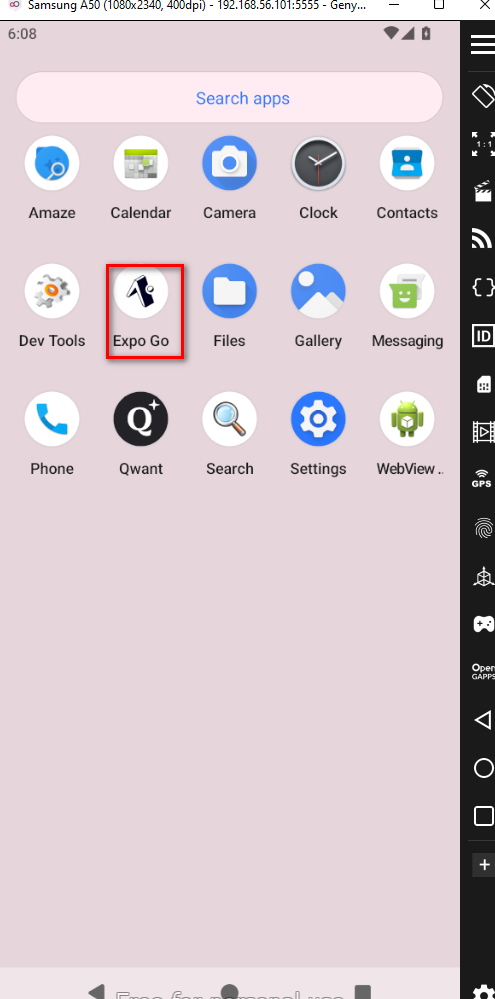 Samsung A50 (1080x2340, 400dpi) - 192.168.56.101:5555 - Geny...
6:08
Search apps
Amaze Calendar Camera Clock Contacts
Dev Tools Expo Go Files Gallery Messaging
Q
Phone Qwant Search Settings WebView ..
1:1
ID
GPS
Open
GAPPS
Free for personal use